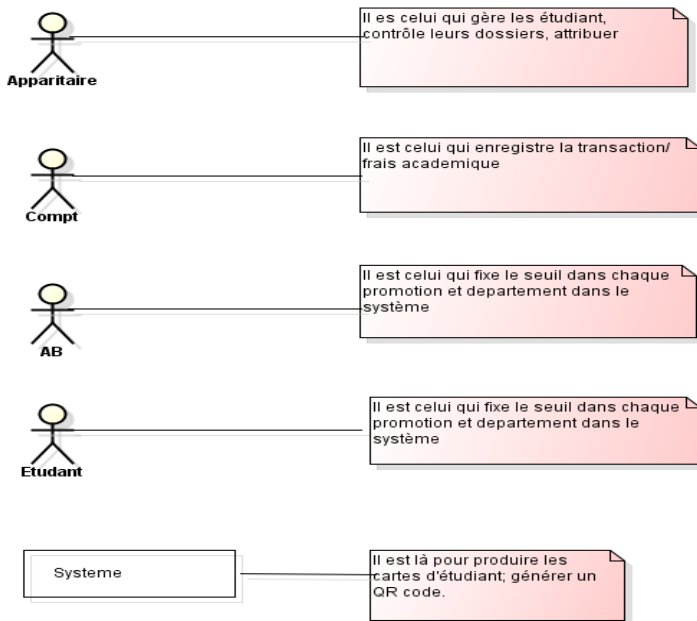 Il es celui qui gère les étudiant,
contrôle leurs dossiers, attribuer
Apparitaire
Il est celui qui enregistre la transaction/
frais academique
Compt
Il est celui qui fixe le seuil dans chaque
promotion et departement dans le
système
AB
Il est celui qui fixe le seuil dans chaque
promotion et departement dans le
système
Etudant
Systeme
Il est là pour produire les
cartes d'étudiant; générer un
QR code.